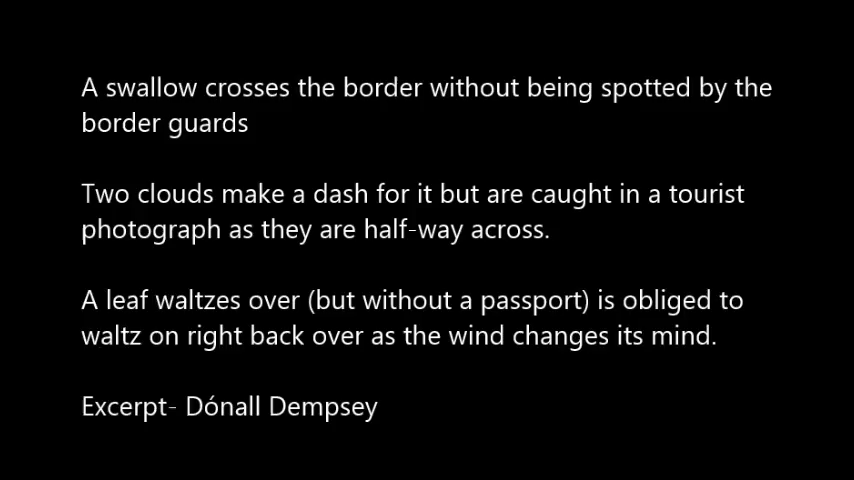 A swallow crosses the border without being spotted by the
border guards
Two clouds make a dash for it but are caught in a tourist
photograph as they are half-way across.
A leaf waltzes over (but without a passport) is obliged to
waltz on right back over as the wind changes its mind.
Excerpt- Dónall Dempsey